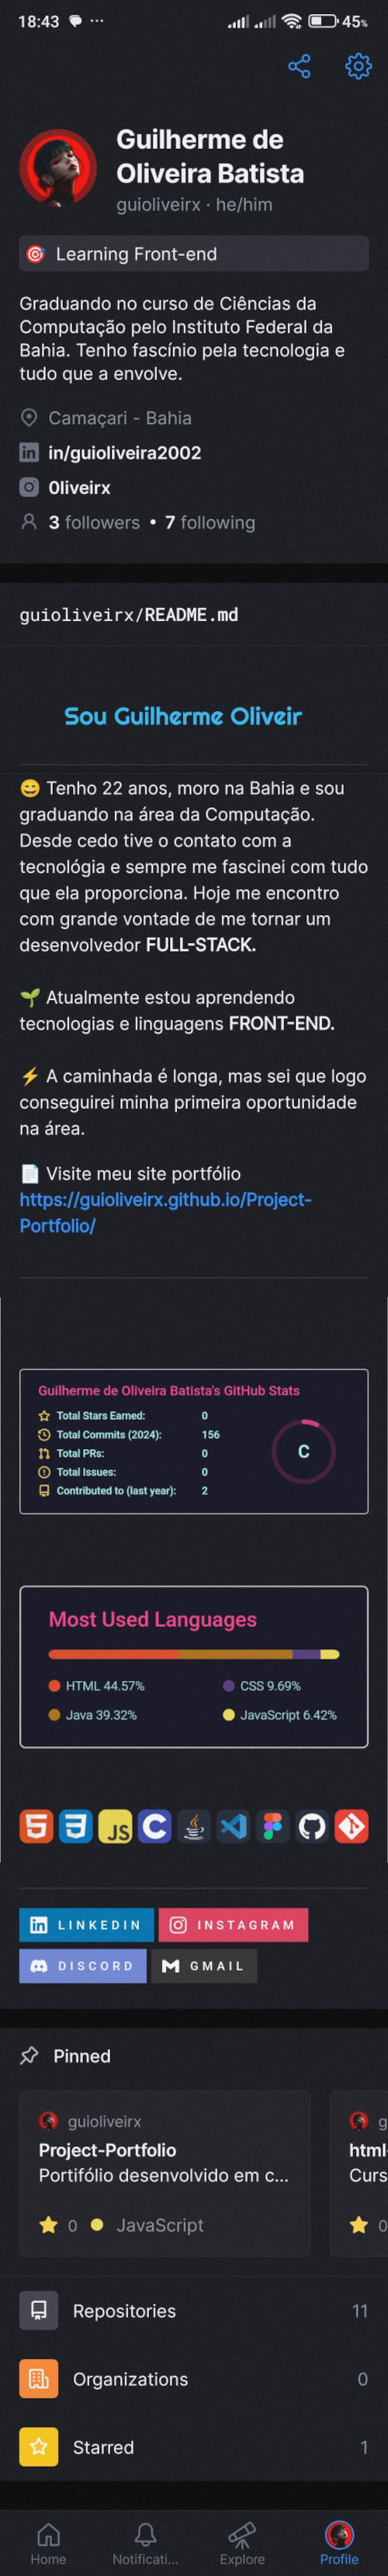 18:43
45%
Guilherme de
Oliveira Batista
guioliveirx · he/him
Learning Front-end
Graduando no curso de Ciências da
Computação pelo Instituto Federal da
Bahia. Tenho fascínio pela tecnologia e
tudo que a envolve.
Camaçari - Bahia
in/guioliveira2002
0liveirx
3 followers • 7 following
guioliveirx/README.md
Sou Guilherme Oliveir
Tenho 22 anos, moro na Bahia e sou
graduando na área da Computação.
Desde cedo tive o contato com a
tecnológia e sempre me fascinei com tudo
que ela proporciona. Hoje me encontro
com grande vontade de me tornar um
desenvolvedor FULL-STACK.
Atualmente estou aprendendo
tecnologias e linguagens FRONT-END.
A caminhada é longa, mas sei que logo
conseguirei minha primeira oportunidade
na área.
Visite meu site portfólio
https://guioliveirx.github.io/Project-
Portfolio/
Guilherme de Oliveira Batista's GitHub Stats
Total Stars Earned: 0
Total Commits (2024): 156
Total PRs: 0
Total Issues: 0
Contributed to (last year): 2
C
Most Used Languages
HTML 44.57% CSS 9.69%
Java 39.32% JavaScript 6.42%
5 3 JS C
LINKEDIN INSTAGRAM
DISCORD GMAIL
Pinned
guioliveirx g
Project-Portfolio html-
Portifólio desenvolvido em c... Curs
0 JavaScript 0
Repositories 11
Organizations 0
Starred 1
Home Notificati... Explore Profile